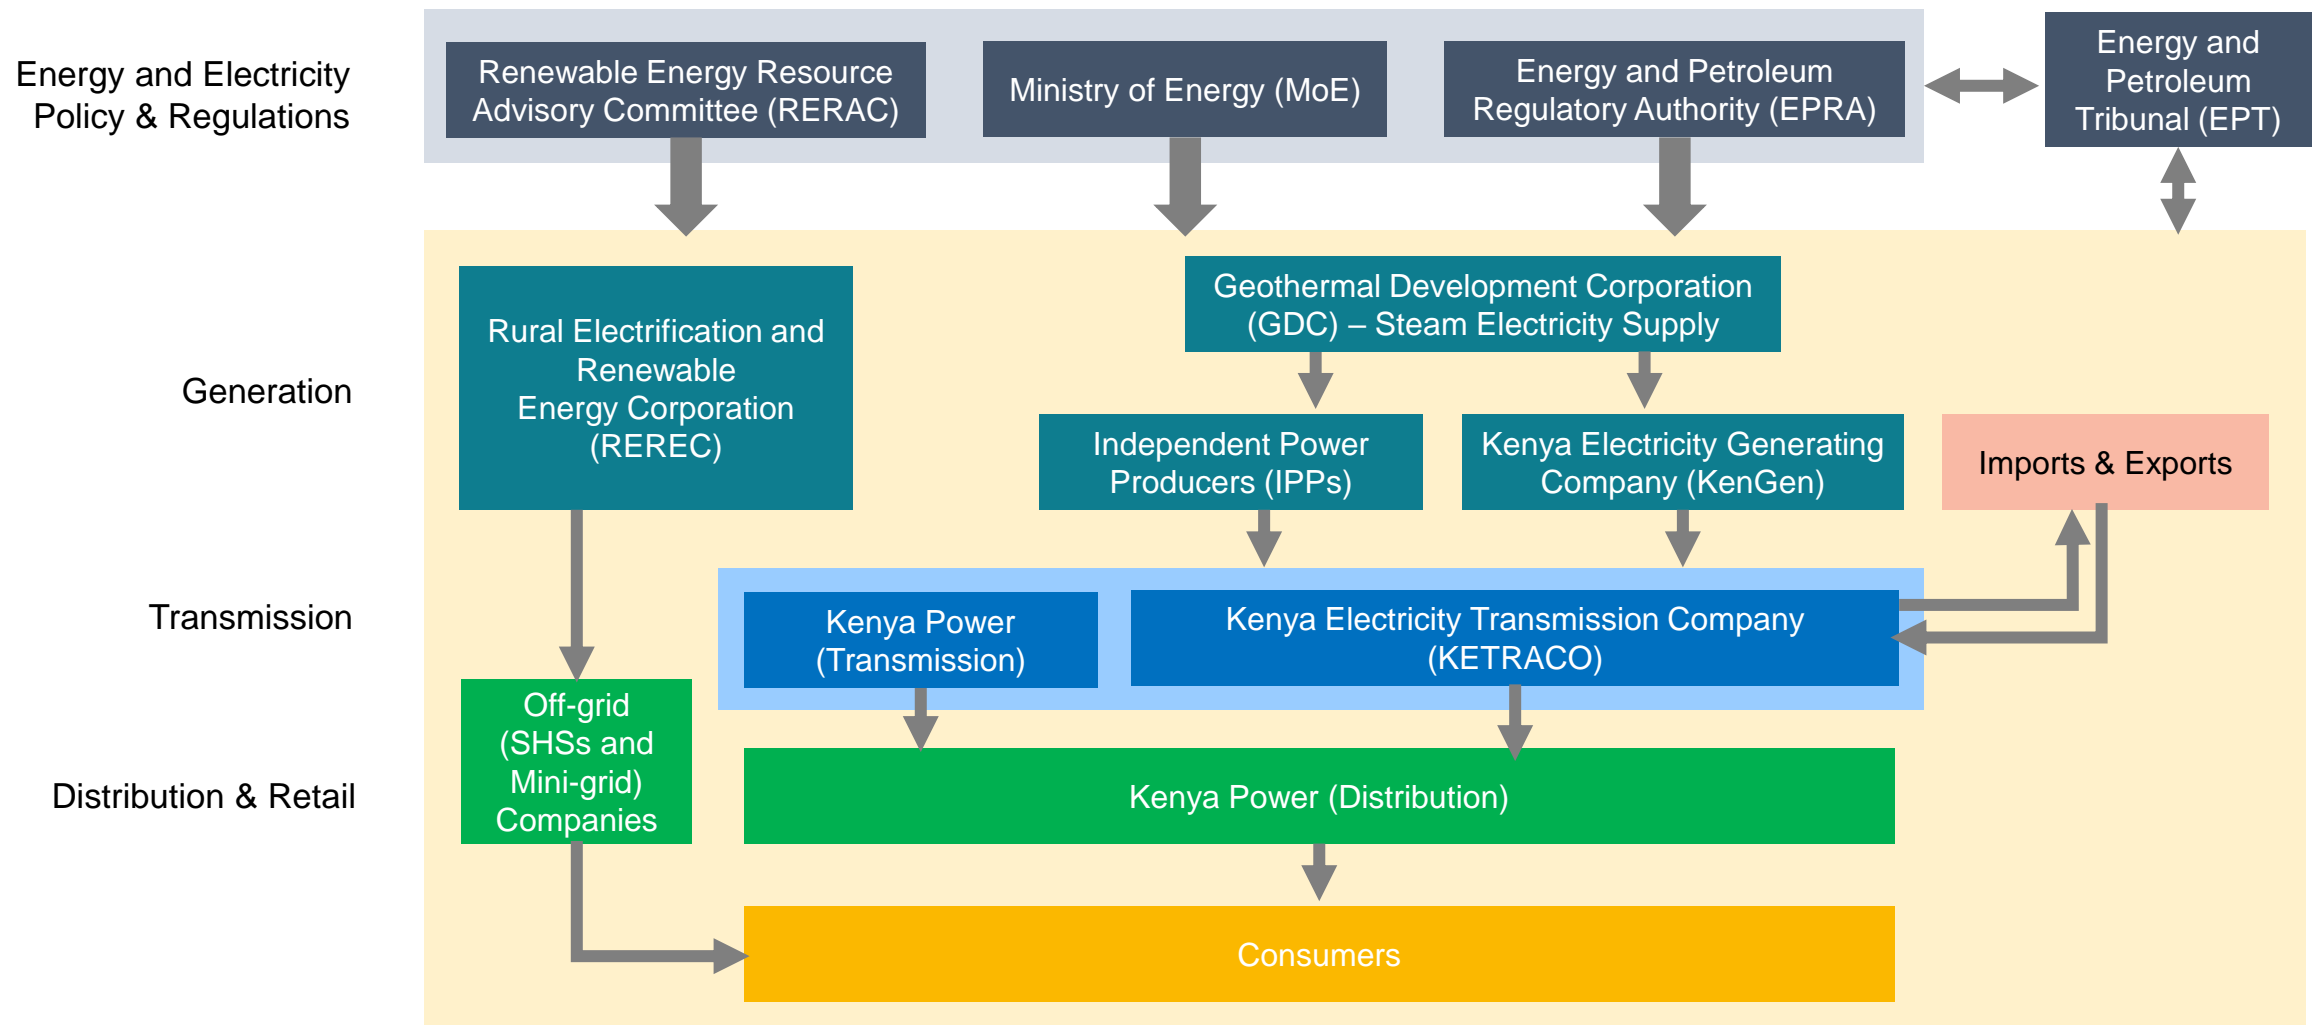 Energy and Electricity
Policy & Regulations
Renewable Energy Resource
Advisory Committee (RERAC)
Ministry of Energy (MoE)
Energy and Petroleum
Regulatory Authority (EPRA)
Energy and
Petroleum
Tribunal (EPT)
Generation
Rural Electrification and
Renewable
Energy Corporation
(REREC)
Geothermal Development Corporation
(GDC) – Steam Electricity Supply
Independent Power
Producers (IPPs)
Kenya Electricity Generating
Company (KenGen)
Imports & Exports
Transmission
Kenya Power
(Transmission)
Kenya Electricity Transmission Company
(KETRACO)
Distribution & Retail
Off-grid
(SHSs and
Mini-grid)
Companies
Kenya Power (Distribution)
Consumers